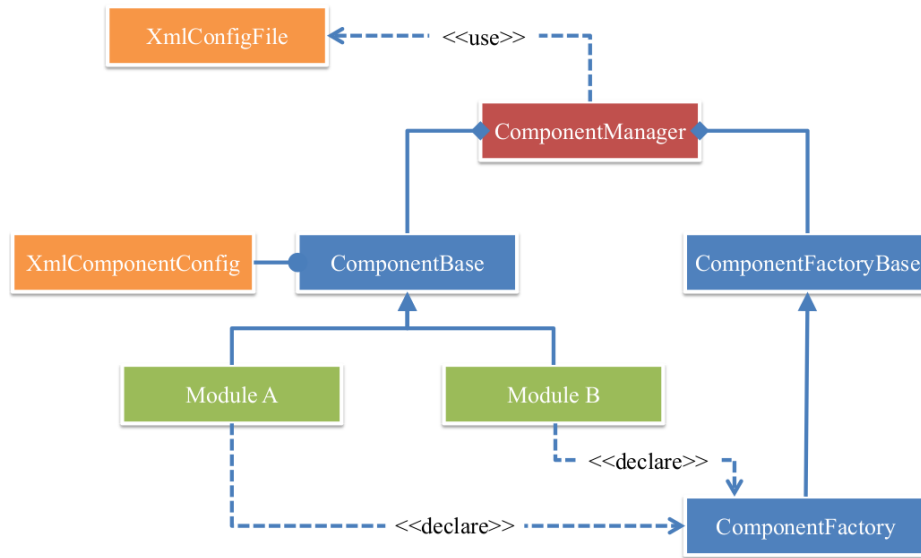 XmlConfigFile
<<use>>
ComponentManager
XmlComponentConfig
ComponentBase
ComponentFactoryBase
Module A
Module B
<<declare>>
<<declare>>
ComponentFactory